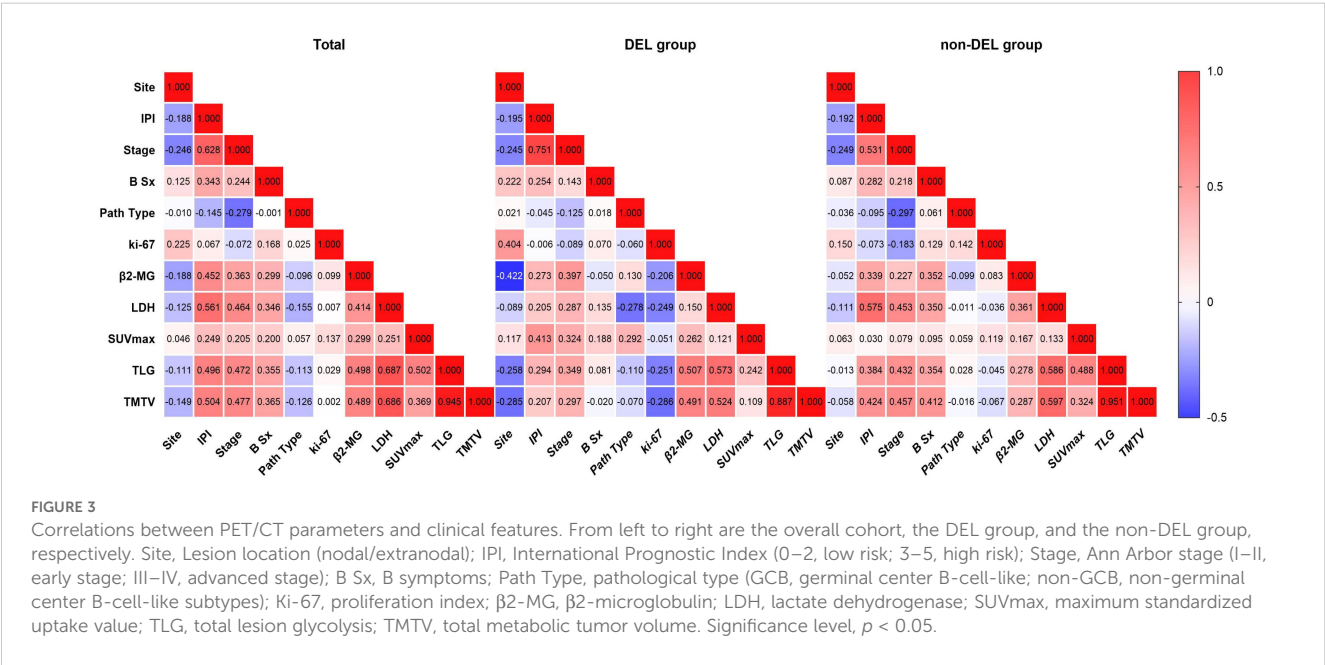 Total DEL group non-DEL group
Site 1.000 1.000 1.000 1.0
IPI -0.188 1.000 -0.195 1.000 -0.192 1.000
Stage -0.246 0.628 1.000 -0.245 0.751 1.000 -0.249 0.531 1.000
B Sx 0.125 0.343 0.244 1.000 0.222 0.254 0.143 1.000 0.087 0.282 0.218 1.000 0.5
Path Type -0.010 -0.145 -0.279 -0.001 1.000 0.021 -0.045 -0.125 0.018 1.000 -0.036 -0.095 -0.297 0.061 1.000
ki-67 0.225 0.067 -0.072 0.168 0.025 1.000 0.404 -0.006 -0.089 0.070 -0.060 1.000 0.150 -0.073 -0.183 0.129 0.142 1.000
β2-MG -0.188 0.452 0.363 0.299 -0.096 0.099 1.000 -0.422 0.273 0.397 -0.050 0.130 -0.206 1.000 -0.052 0.339 0.227 0.352 -0.099 0.083 1.000
LDH -0.125 0.561 0.464 0.346 -0.155 0.007 0.414 1.000 -0.089 0.205 0.287 0.135 -0.278 -0.249 0.150 1.000 -0.111 0.575 0.453 0.350 -0.011 -0.036 0.361 1.000 0
SUVmax 0.046 0.249 0.205 0.200 0.057 0.137 0.299 0.251 1.000 0.117 0.413 0.324 0.188 0.292 -0.051 0.262 0.121 1.000 0.063 0.030 0.079 0.095 0.059 0.119 0.167 0.133 1.000
TLG -0.111 0.496 0.472 0.355 -0.113 0.029 0.498 0.687 0.502 1.000 -0.258 0.294 0.349 0.081 -0.110 -0.251 0.507 0.573 0.242 1.000 -0.013 0.384 0.432 0.354 0.028 -0.045 0.278 0.586 0.488 1.000
TMTV -0.149 0.504 0.477 0.365 -0.126 0.002 0.489 0.686 0.369 0.945 1.000 -0.285 0.207 0.297 -0.020 -0.070 -0.286 0.491 0.524 0.109 0.887 1.000 -0.058 0.424 0.457 0.412 -0.016 -0.067 0.287 0.597 0.324 0.951 1.000 -0.5
Site IPI Stage B Sx Path Type ki-67 β2-MG LDH SUVmax TLG TMTV Site IPI Stage B Sx Path Type ki-67 β2-MG LDH SUVmax TLG TMTV Site IPI Stage B Sx Path Type ki-67 β2-MG LDH SUVmax TLG TMTV
FIGURE 3
Correlations between PET/CT parameters and clinical features. From left to right are the overall cohort, the DEL group, and the non-DEL group,
respectively. Site, Lesion location (nodal/extranodal); IPI, International Prognostic Index (0–2, low risk; 3–5, high risk); Stage, Ann Arbor stage (I–II,
early stage; III–IV, advanced stage); B Sx, B symptoms; Path Type, pathological type (GCB, germinal center B-cell-like; non-GCB, non-germinal
center B-cell-like subtypes); Ki-67, proliferation index; β2-MG, β2-microglobulin; LDH, lactate dehydrogenase; SUVmax, maximum standardized
uptake value; TLG, total lesion glycolysis; TMTV, total metabolic tumor volume. Significance level, p < 0.05.